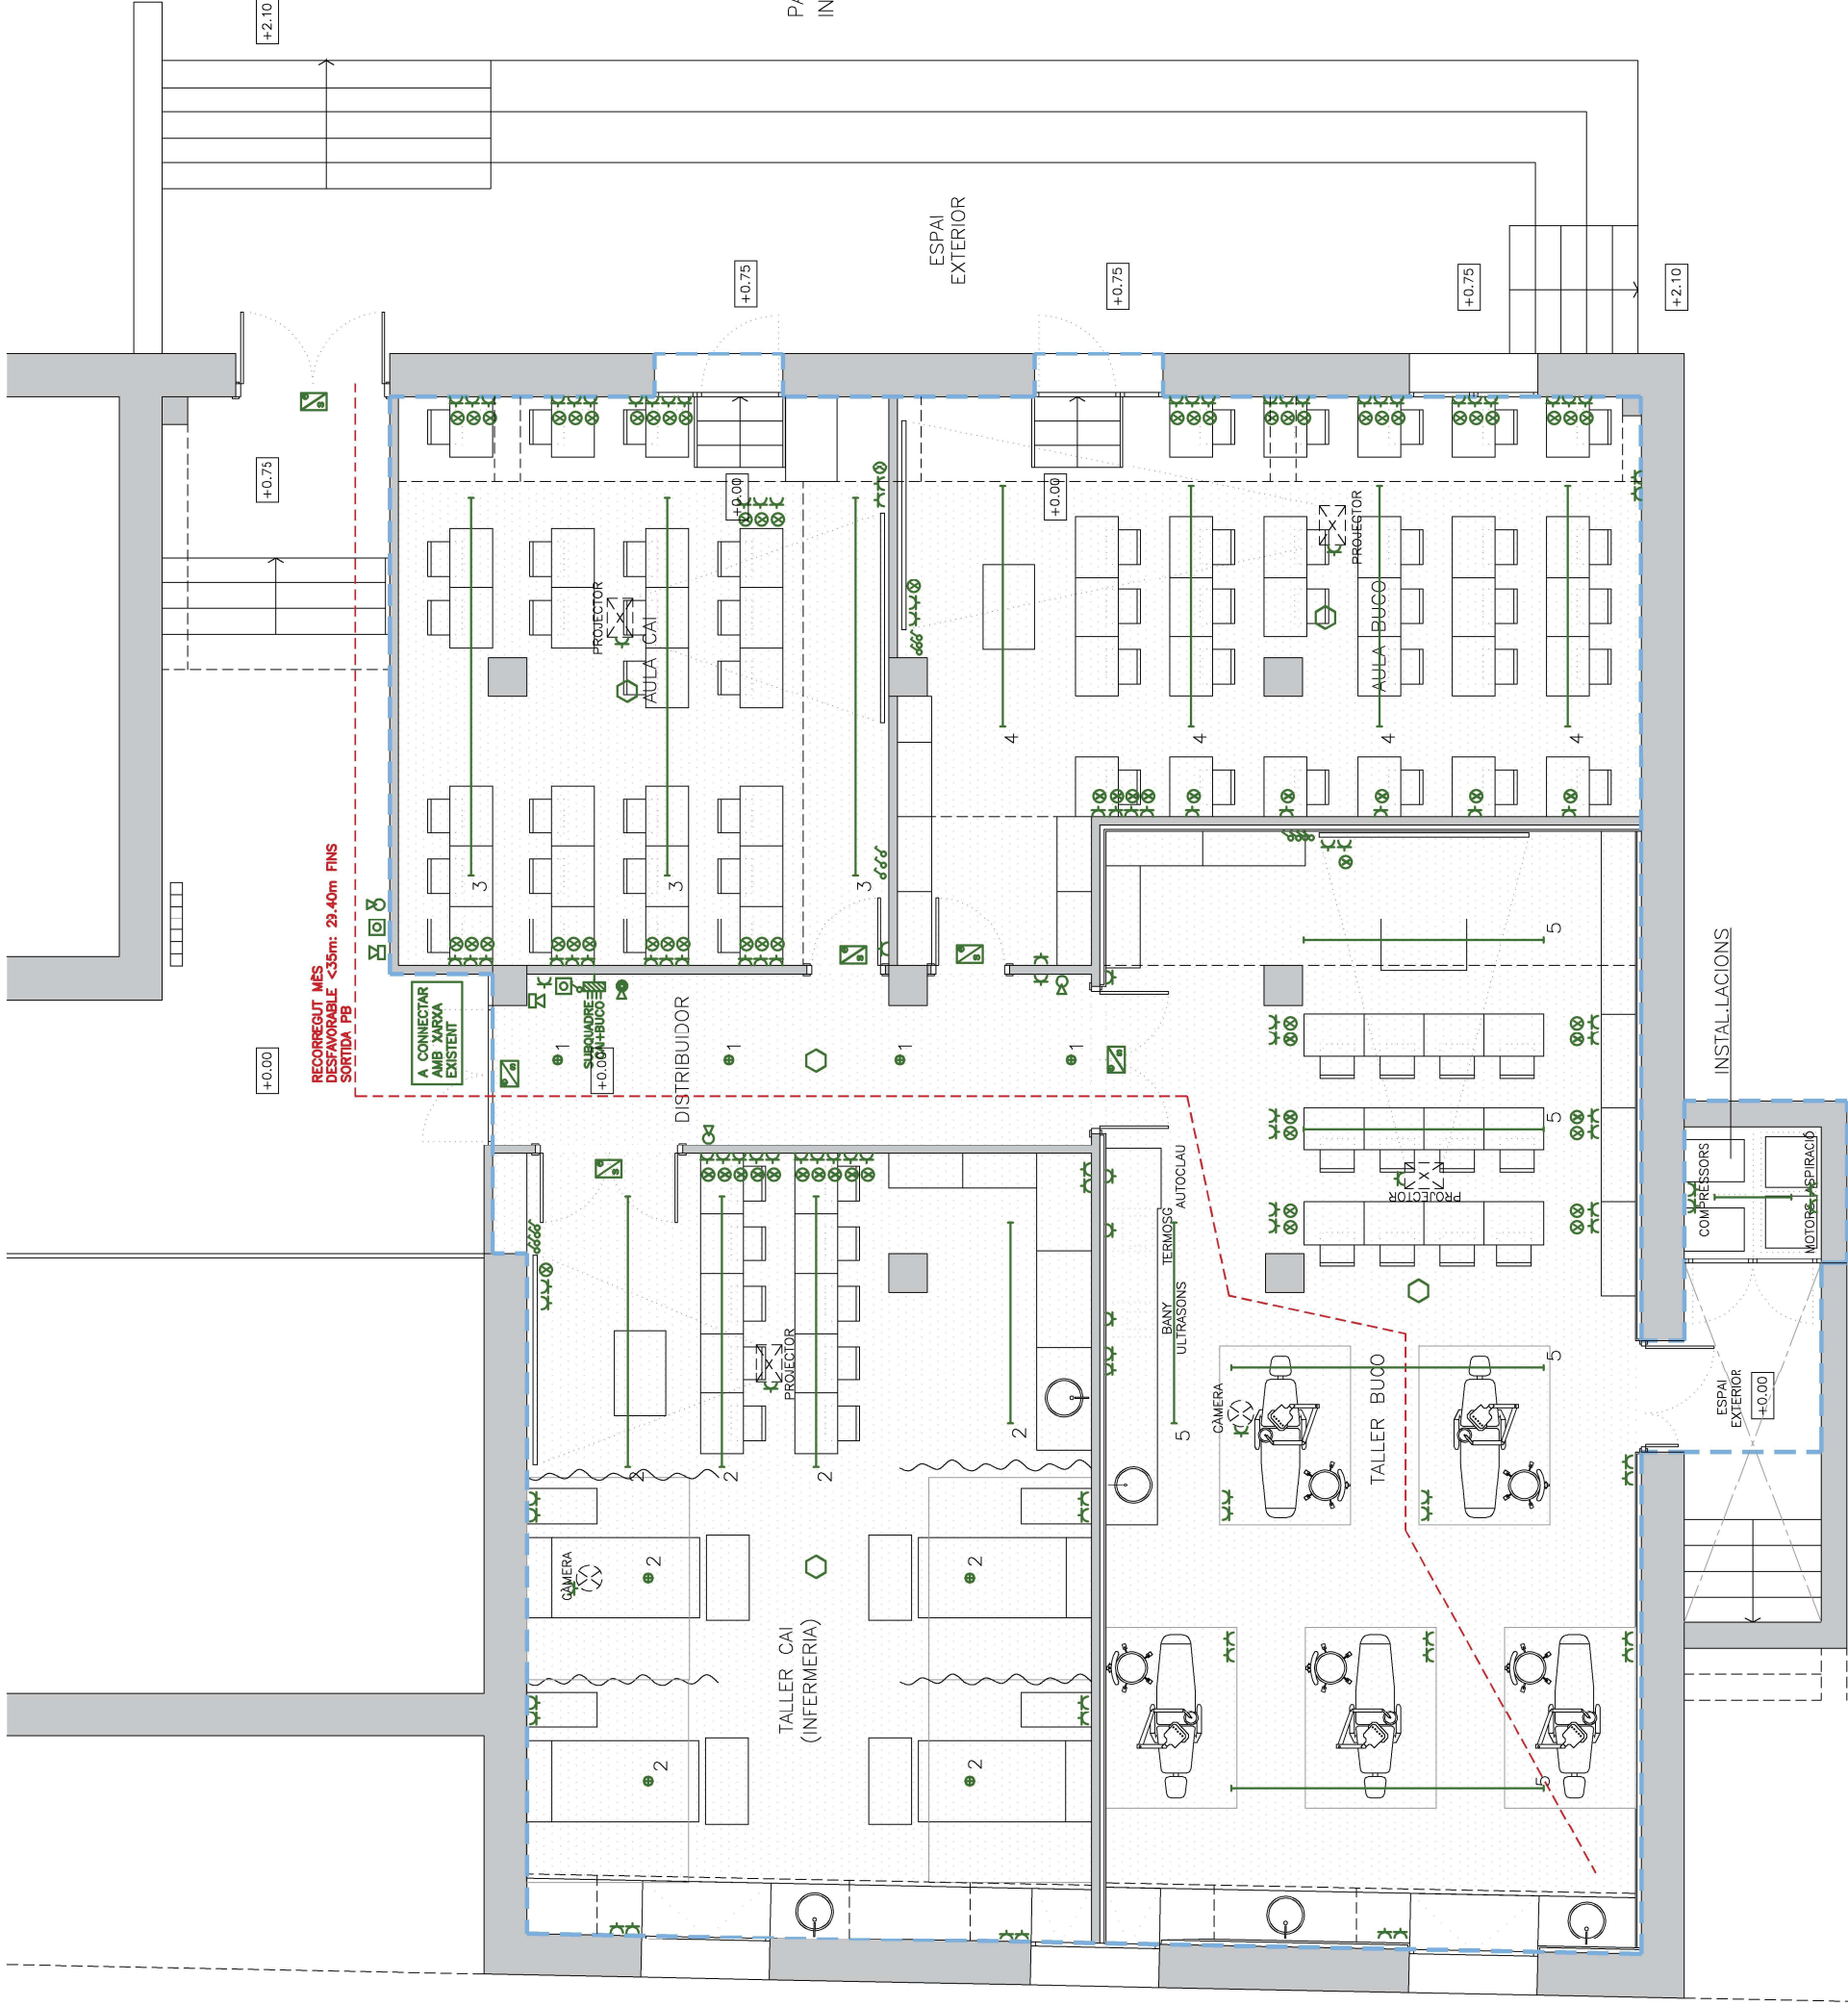 +2.10
PA
IN
ESPAI
EXTERIOR
+0.75
+0.75
+0.75
+2.10
+0.75
+0.00
+0.00
PROJECTOR
AULA CAI
PROJECTOR
AULA BUCO
3
3
3
4
4
4
4
RECORREGUT MÉS
DESFAVORABLE <35m: 29.40m FINS
SORTIDA PB
A CONNECTAR
AMB XARXA
EXISTENT
+0.00
SUBQUADRE
CAI+BUCO
+0.00
DISTRIBUIDOR
1
1
1
1
5
5
INSTAL.LACIONS
COMPRESSORS
MOTORS ASPIRACIÓ
PROJECTOR
AUTOCLAU
TERMOSG
BANY
ULTRASONS
PROJECTOR
2
2
2
2
5
5
CÀMERA
TALLER BUCO
ESPAI
EXTERIOR
+0.00
CÀMERA
2
2
2
2
TALLER CAI
(INFERMERIA)
5